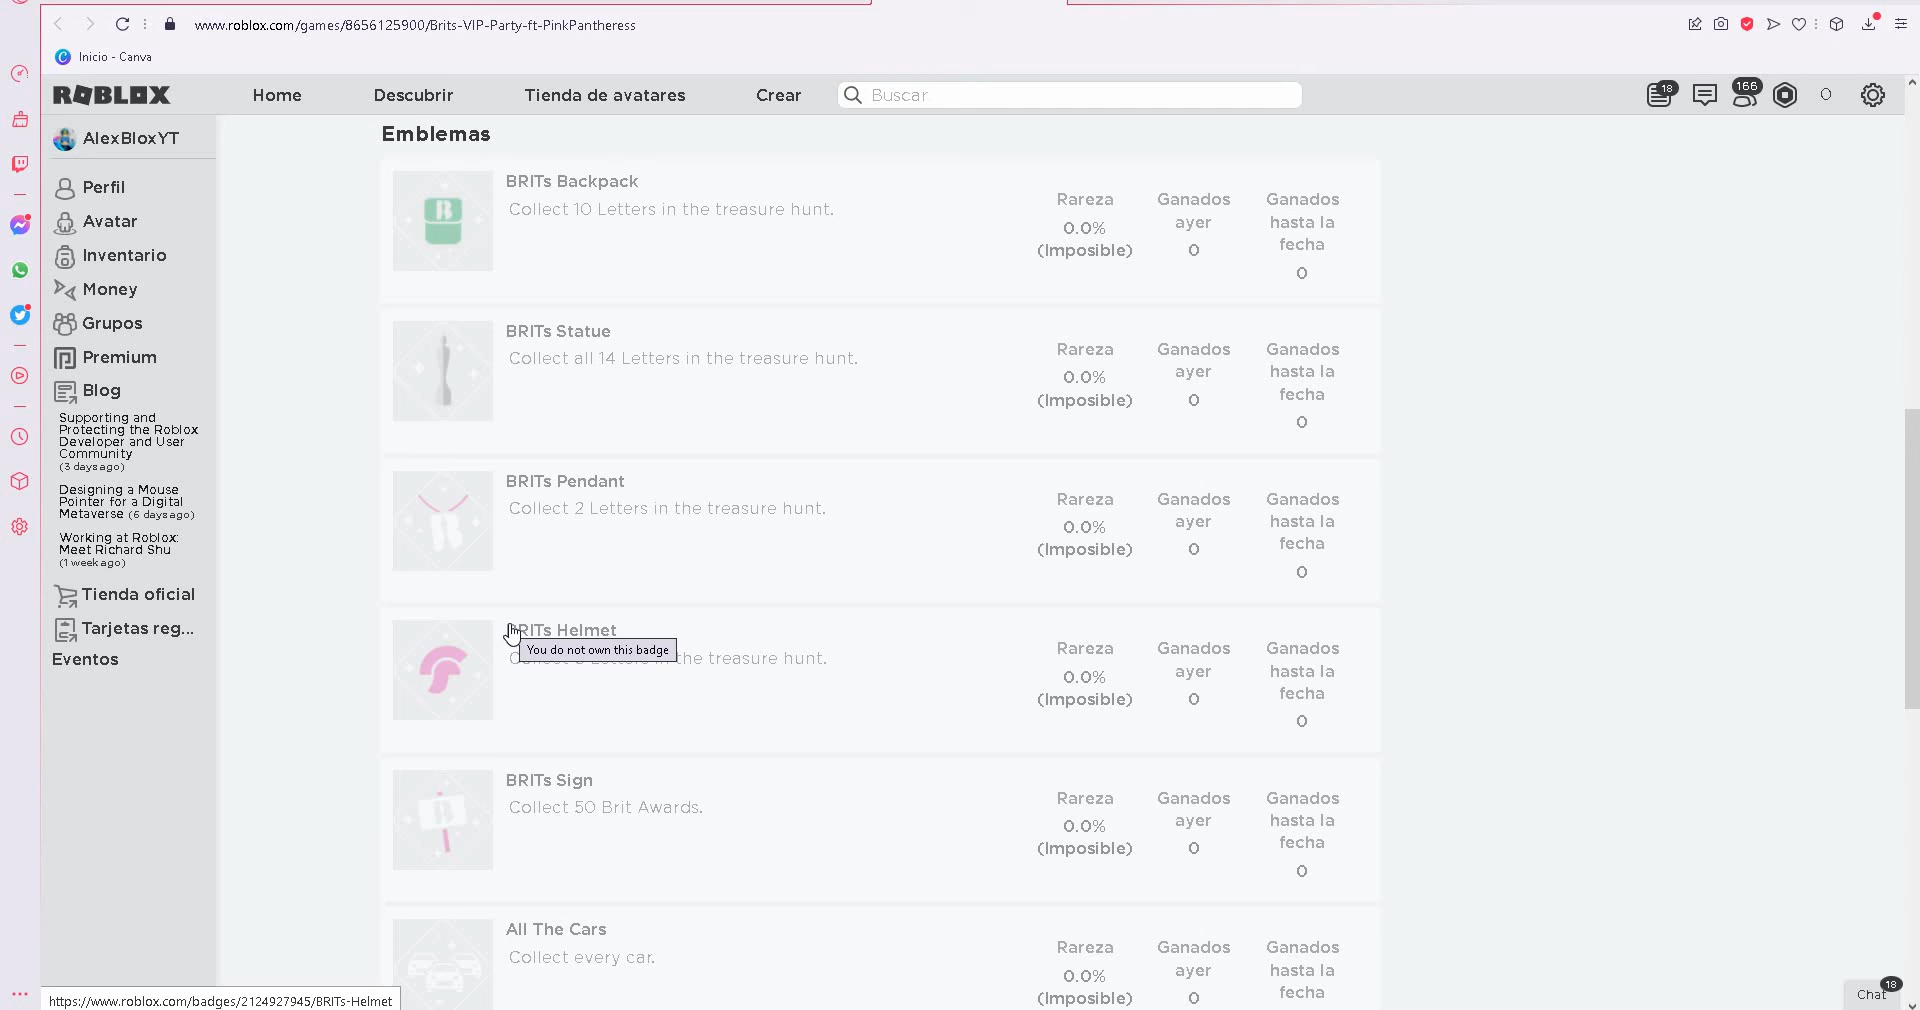 www.roblox.com/games/8656125900/Brits-VIP-Party-ft-PinkPantheress
Inicio - Canva
ROBLOX
Home
Descubrir
Tienda de avatares
Crear
Buscar
18
166
0
AlexBloxYT
Perfil
Avatar
Inventario
Money
Grupos
Premium
Blog
Supporting and
Protecting the Roblox
Developer and User
Community
(3 days ago)
Designing a Mouse
Pointer for a Digital
Metaverse (6 days ago)
Working at Roblox:
Meet Richard Shu
(1 week ago)
Tienda oficial
Tarjetas reg...
Eventos
Emblemas
BRITs Backpack
Collect 10 Letters in the treasure hunt.
Rareza
0.0%
(Imposible)
Ganados
ayer
0
Ganados
hasta la
fecha
0
BRITs Statue
Collect all 14 Letters in the treasure hunt.
Rareza
0.0%
(Imposible)
Ganados
ayer
0
Ganados
hasta la
fecha
0
BRITs Pendant
Collect 2 Letters in the treasure hunt.
Rareza
0.0%
(Imposible)
Ganados
ayer
0
Ganados
hasta la
fecha
0
BRITs Helmet
You do not own this badge
the treasure hunt.
Rareza
0.0%
(Imposible)
Ganados
ayer
0
Ganados
hasta la
fecha
0
BRITs Sign
Collect 50 Brit Awards.
Rareza
0.0%
(Imposible)
Ganados
ayer
0
Ganados
hasta la
fecha
0
All The Cars
Collect every car.
Rareza
0.0%
(Imposible)
Ganados
ayer
0
Ganados
hasta la
fecha
https://www.roblox.com/badges/2124927945/BRITs-Helmet
Chat
18